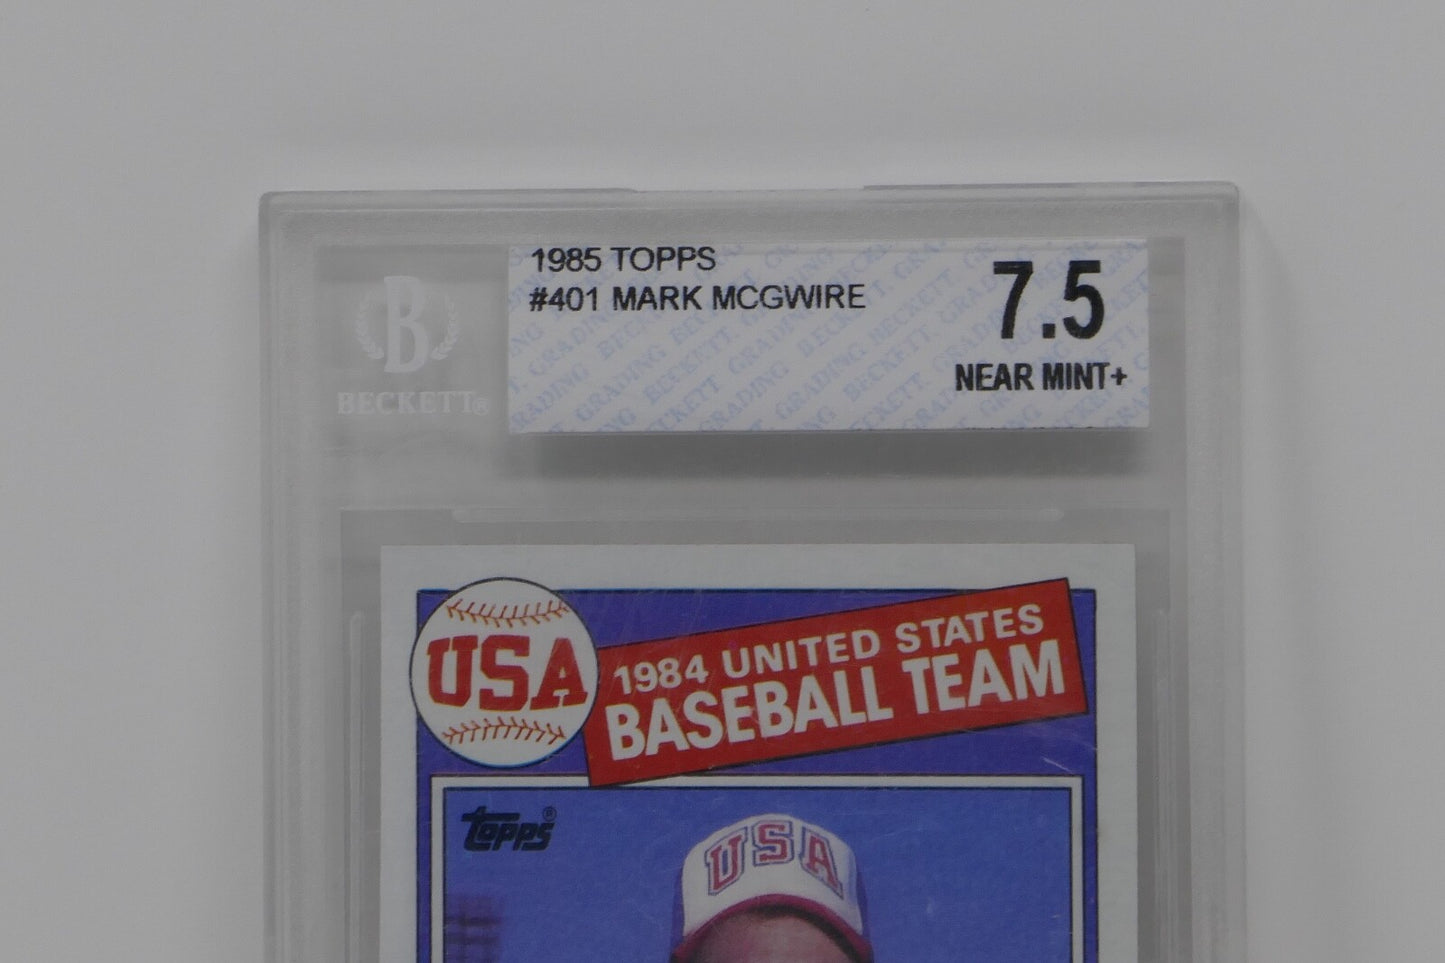 1985 TOPPS
#401 MARK MCGWIRE
7.5
NEAR MINT+
B
BECKETT®
USA
1984 UNITED STATES
BASEBALL TEAM
topps®
USA